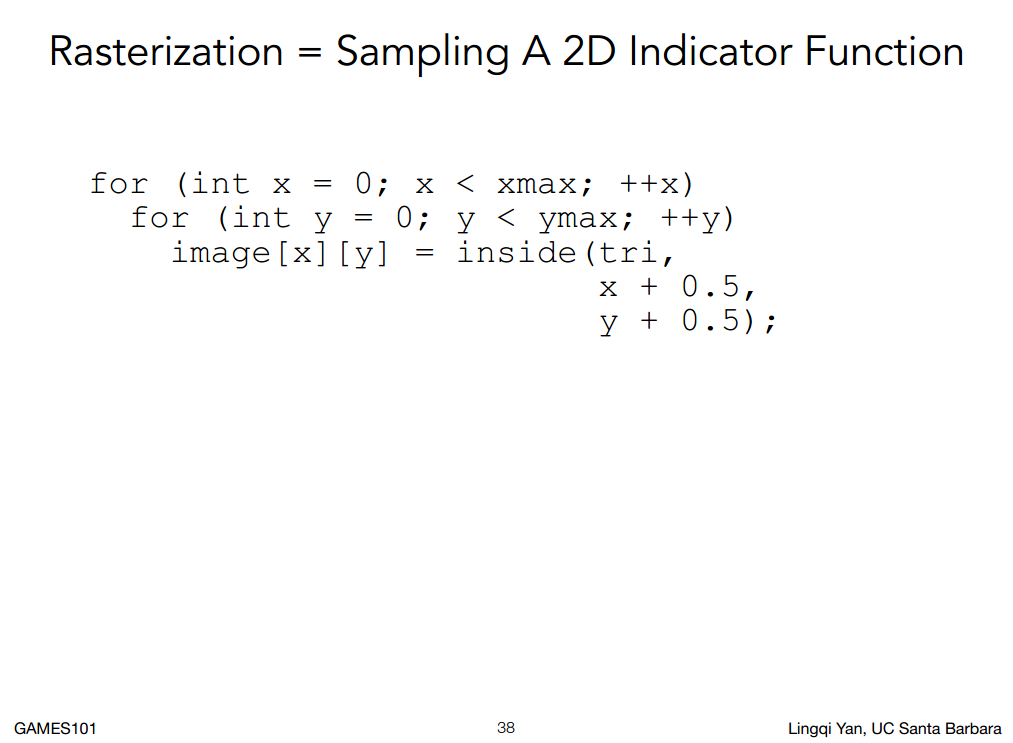 Rasterization = Sampling A 2D Indicator Function
for (int x = 0; x < xmax; ++x)
  for (int y = 0; y < ymax; ++y)
    image[x][y] = inside(tri,
                         x + 0.5,
                         y + 0.5);
GAMES101
38
Lingqi Yan, UC Santa Barbara